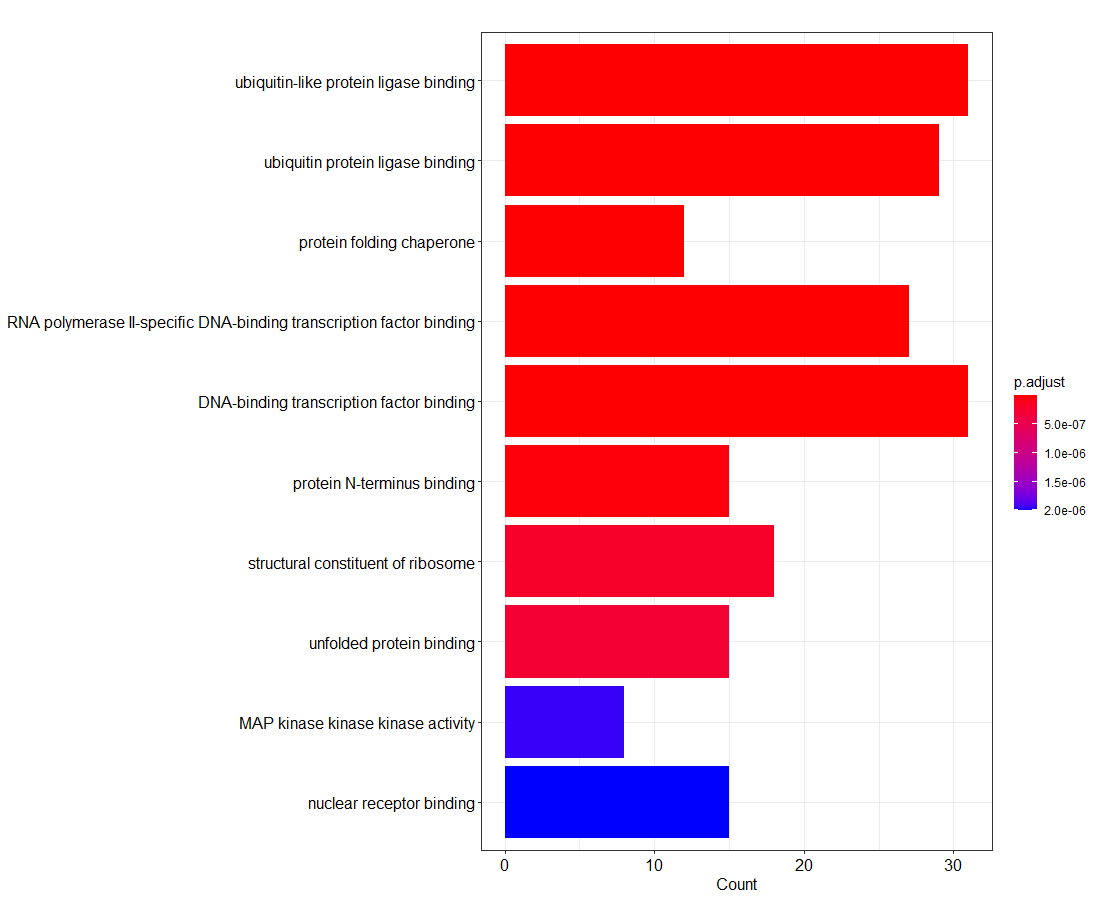 ubiquitin-like protein ligase binding
ubiquitin protein ligase binding
protein folding chaperone
RNA polymerase II-specific DNA-binding transcription factor binding
DNA-binding transcription factor binding
protein N-terminus binding
structural constituent of ribosome
unfolded protein binding
MAP kinase kinase kinase activity
nuclear receptor binding
0 10 20 30
Count
p.adjust
5.0e-07
1.0e-06
1.5e-06
2.0e-06